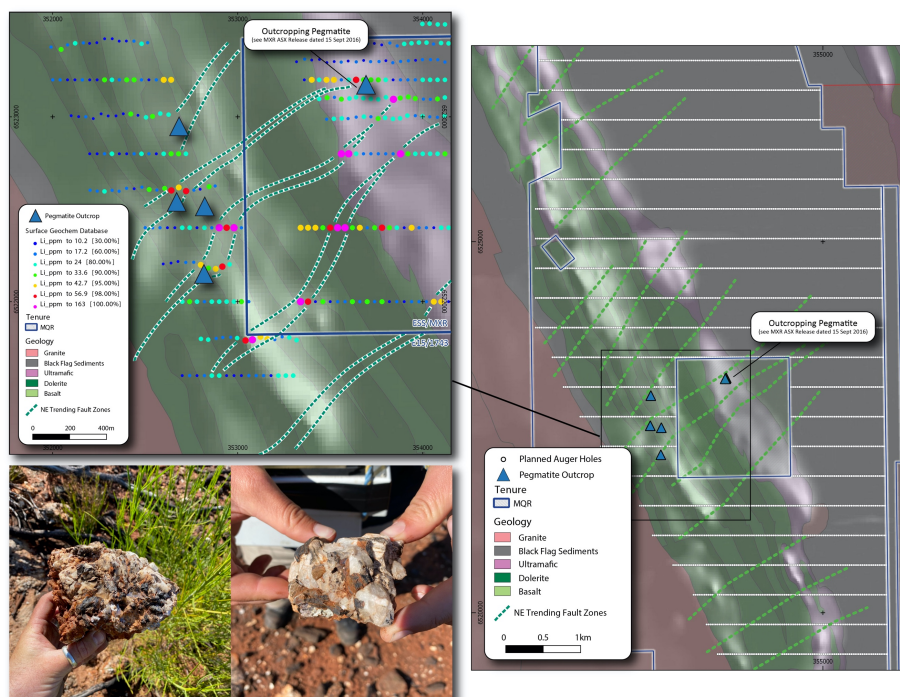 352000
353000
354000
Outcropping Pegmatite
(see MXR ASX Release dated 15 Sept 2016)
6523000
6523000
Pegmatite Outcrop
Surface Geochem Database
Li_ppm to 10.2 [30.00%]
Li_ppm to 17.2 [60.00%]
Li_ppm to 24 [80.00%]
Li_ppm to 33.6 [90.00%]
Li_ppm to 42.7 [95.00%]
Li_ppm to 56.9 [98.00%]
Li_ppm to 163 [100.00%]
Tenure
MQR
Geology
Granite
Black Flag Sediments
Ultramafic
Dolerite
Basalt
NE Trending Fault Zones
0 200 400m
352000
353000
354000
355000
6525000
6525000
Outcropping Pegmatite
(see MXR ASX Release dated 15 Sept 2016)
Planned Auger Holes
Pegmatite Outcrop
Tenure
MQR
Geology
Granite
Black Flag Sediments
Ultramafic
Dolerite
Basalt
NE Trending Fault Zones
0 0.5 1km
6520000
355000